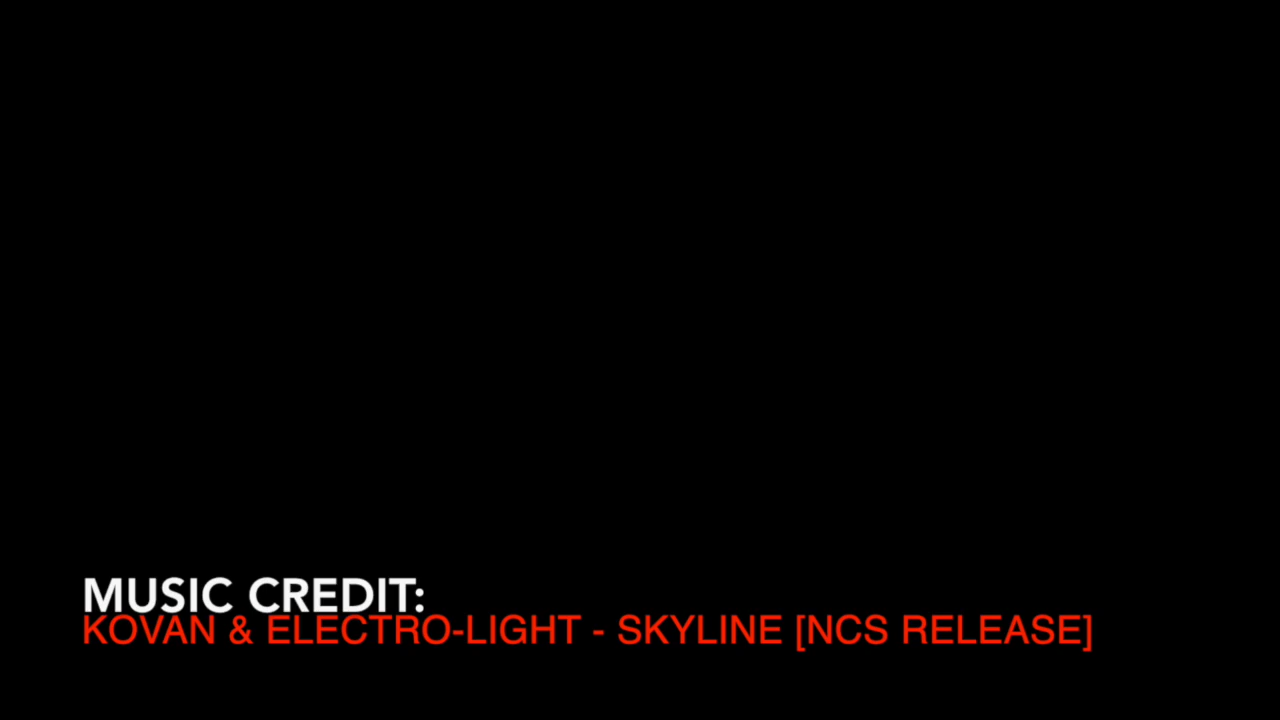 MUSIC CREDIT:
KOVAN & ELECTRO-LIGHT - SKYLINE [NCS RELEASE]